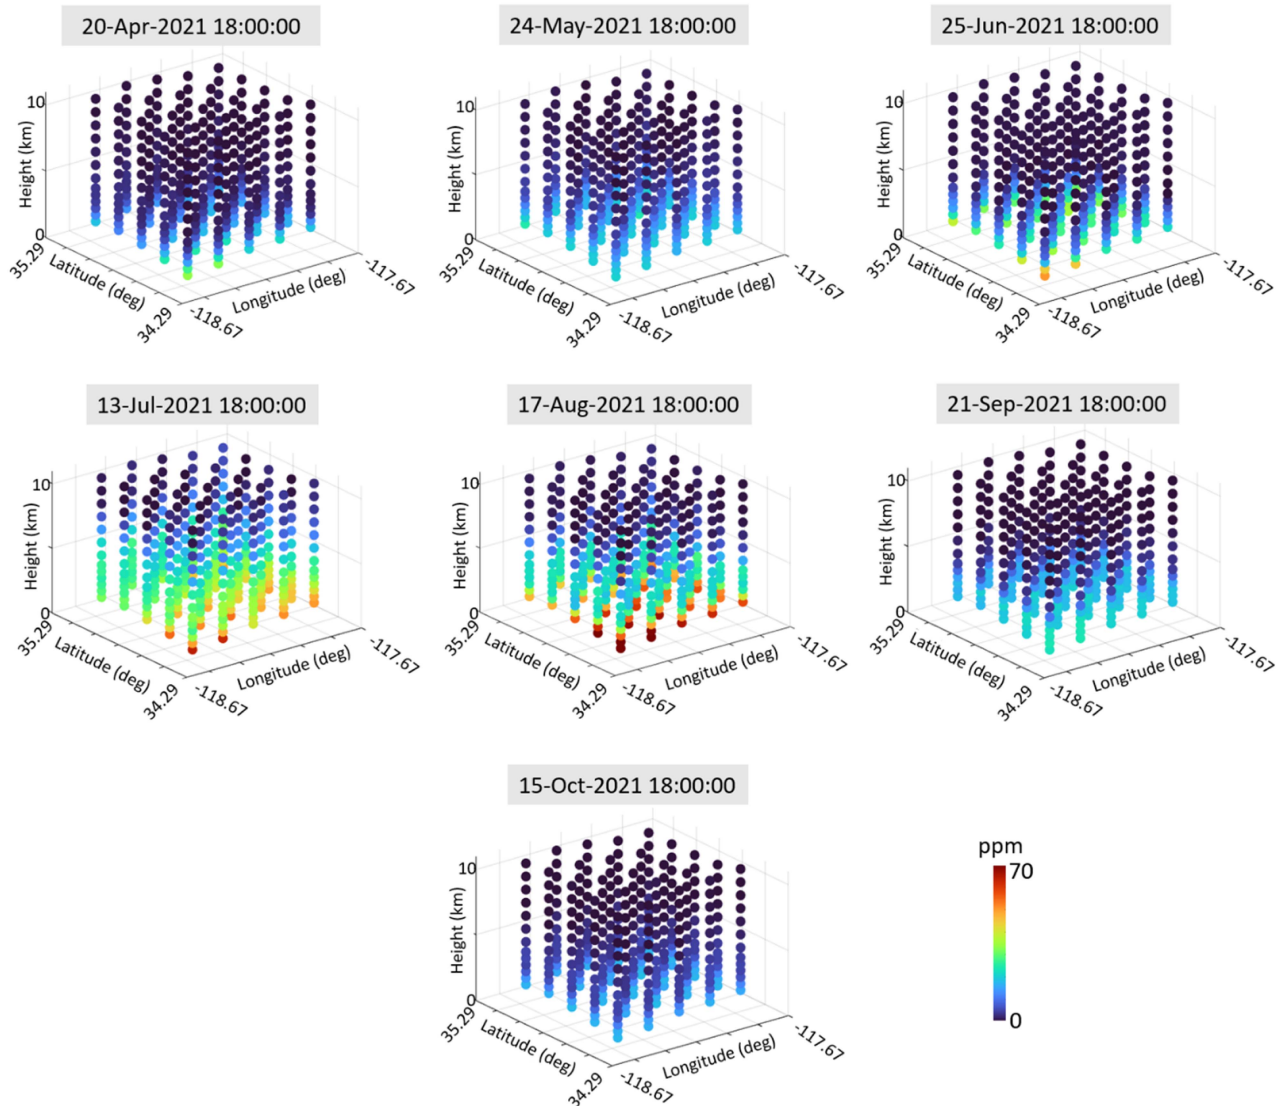 20-Apr-2021 18:00:00
10
Height (km)
0
35.29
Latitude (deg)
34.29
-118.67
Longitude (deg)
-117.67
24-May-2021 18:00:00
10
Height (km)
0
35.29
Latitude (deg)
34.29
-118.67
Longitude (deg)
-117.67
25-Jun-2021 18:00:00
10
Height (km)
0
35.29
Latitude (deg)
34.29
-118.67
Longitude (deg)
-117.67
13-Jul-2021 18:00:00
10
Height (km)
0
35.29
Latitude (deg)
34.29
-118.67
Longitude (deg)
-117.67
17-Aug-2021 18:00:00
10
Height (km)
0
35.29
Latitude (deg)
34.29
-118.67
Longitude (deg)
-117.67
21-Sep-2021 18:00:00
10
Height (km)
0
35.29
Latitude (deg)
34.29
-118.67
Longitude (deg)
-117.67
15-Oct-2021 18:00:00
10
Height (km)
0
35.29
Latitude (deg)
34.29
-118.67
Longitude (deg)
-117.67
ppm
70
0